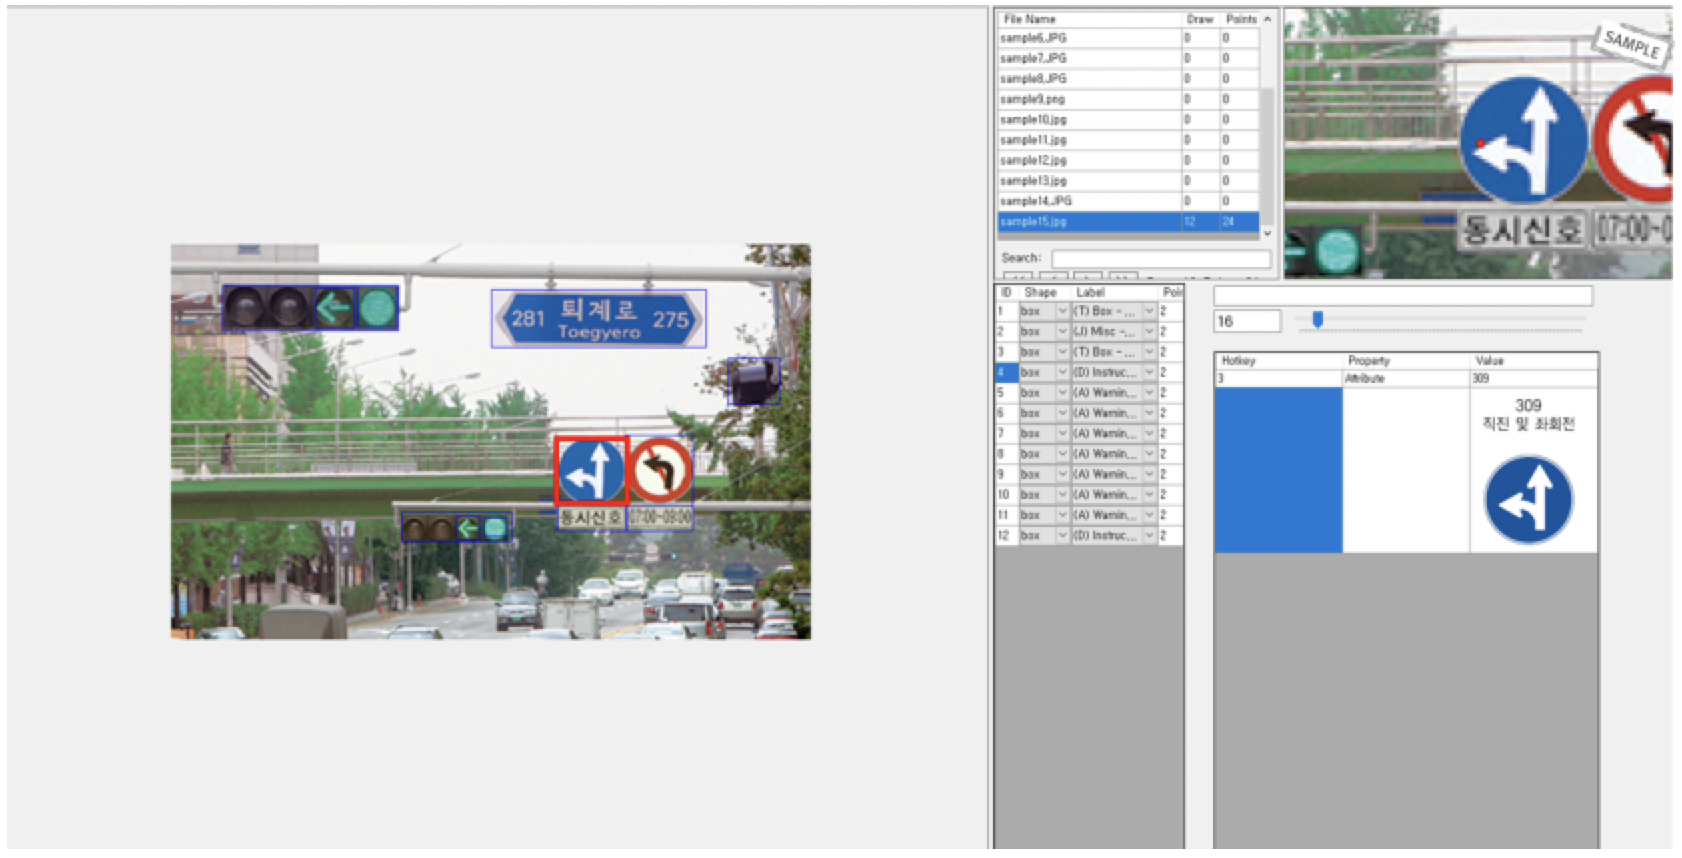 281 퇴계로 275
Toegyero
동시신호 07:00~09:00
File Name Draw Points
sample6.JPG 0 0
sample7.JPG 0 0
sample8.JPG 0 0
sample9.png 0 0
sample10.jpg 0 0
sample11.jpg 0 0
sample12.jpg 0 0
sample13.jpg 0 0
sample14.JPG 0 0
sample15.jpg 12 24
Search:
SAMPLE
동시신호 07:00~0
ID Shape Label Poi
1 box (T) Box - ... 2
2 box (J) Misc -... 2
3 box (T) Box - ... 2
4 box (D) Instruc... 2
5 box (A) Warnin... 2
6 box (A) Warnin... 2
7 box (A) Warnin... 2
8 box (A) Warnin... 2
9 box (A) Warnin... 2
10 box (A) Warnin... 2
11 box (A) Warnin... 2
12 box (D) Instruc... 2
16
Hotkey Property Value
3 Attribute 309
309
직진 및 좌회전